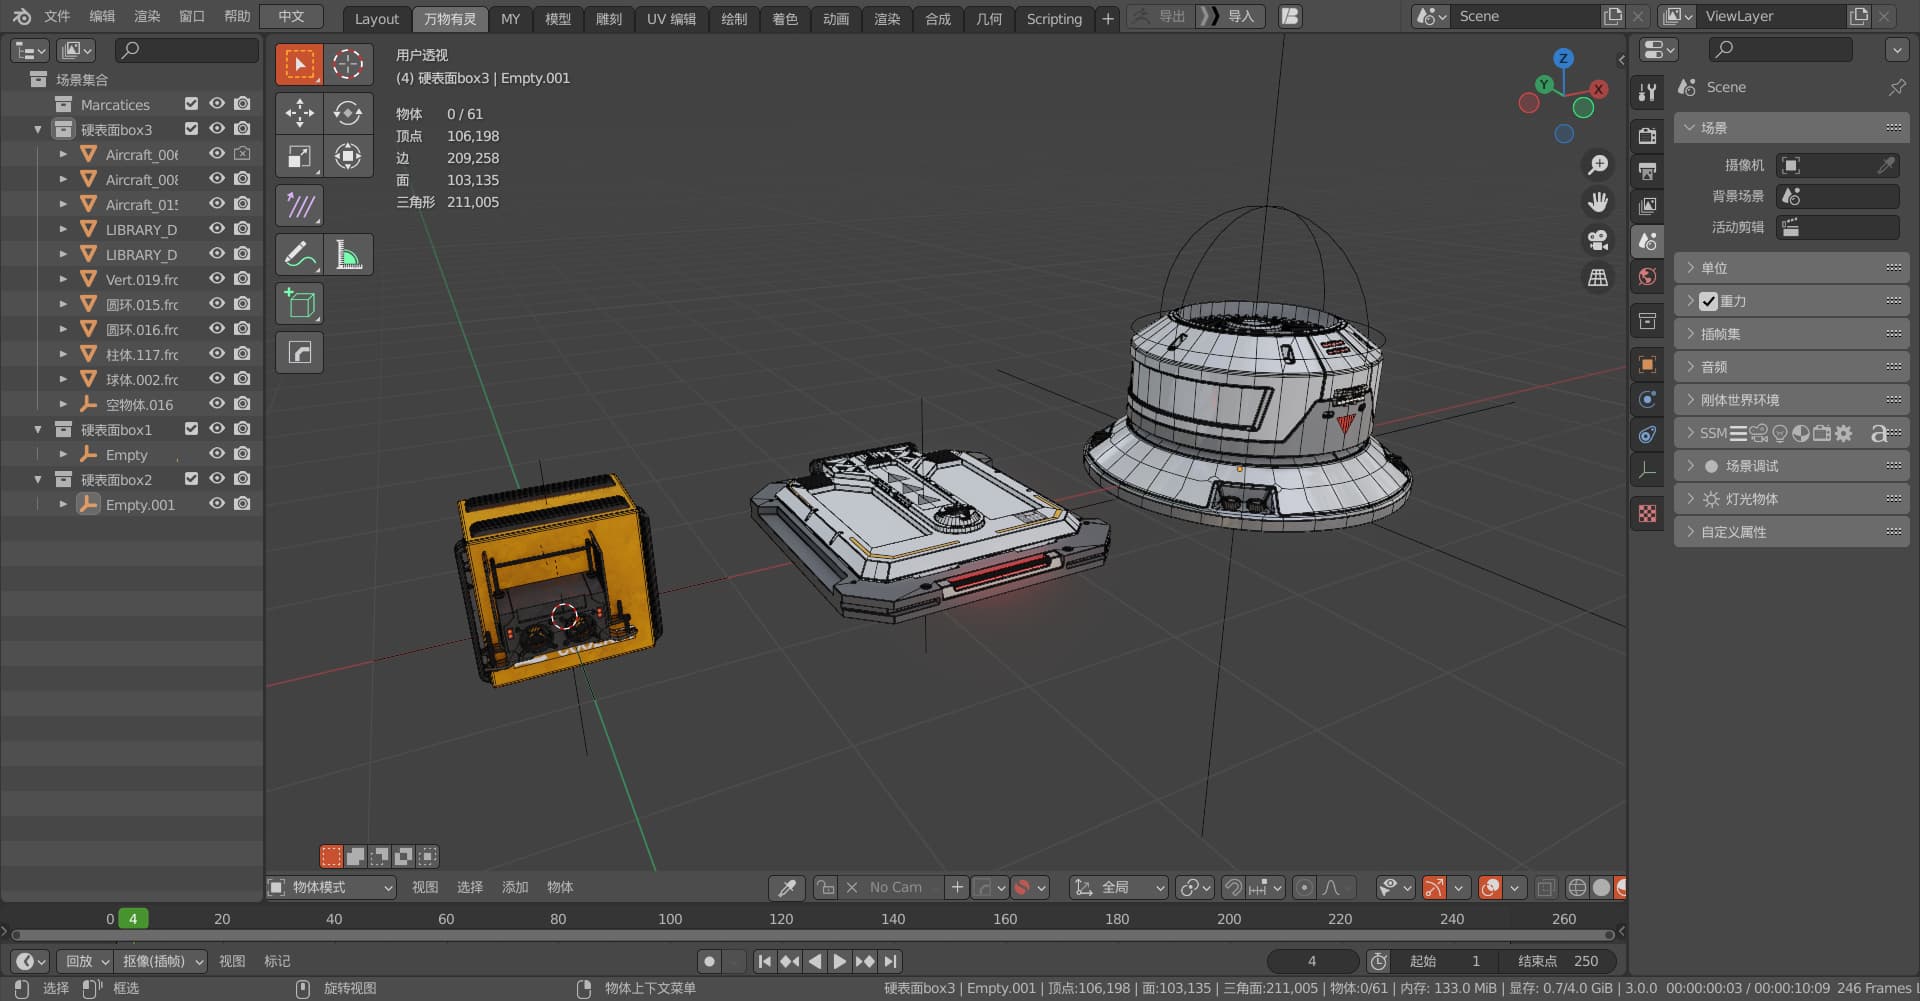 文件 编辑 渲染 窗口 帮助 中文 Layout 万物有灵 MY 模型 雕刻 UV 编辑 绘制 着色 动画 渲染 合成 几何 Scripting + 导出 导入 Scene ViewLayer
场景集合
Marcatices
硬表面box3
Aircraft_006
Aircraft_008
Aircraft_015
LIBRARY_D
LIBRARY_D
Vert.019.frc
圆环.015.frc
圆环.016.frc
柱体.117.frc
球体.002.frc
空物体.016
硬表面box1
Empty
硬表面box2
Empty.001
用户透视
(4) 硬表面box3 | Empty.001
物体 0 / 61
顶点 106,198
边 209,258
面 103,135
三角形 211,005
Z
Y
X
Scene
场景
摄像机
背景场景
活动剪辑
单位
重力
插帧集
音频
刚体世界环境
SSM
a
场景调试
灯光物体
自定义属性
物体模式 视图 选择 添加 物体 No Cam 全局
0 4 20 40 60 80 100 120 140 160 180 200 220 240 260
回放 抠像(插帧) 视图 标记 4 起始 1 结束点 250
选择 框选 旋转视图 物体上下文菜单 硬表面box3 | Empty.001 | 顶点:106,198 | 面:103,135 | 三角面:211,005 | 物体:0/61 | 内存: 133.0 MiB | 显存: 0.7/4.0 GiB | 3.0.0 00:00:00:03 / 00:00:10:09 246 Frames L